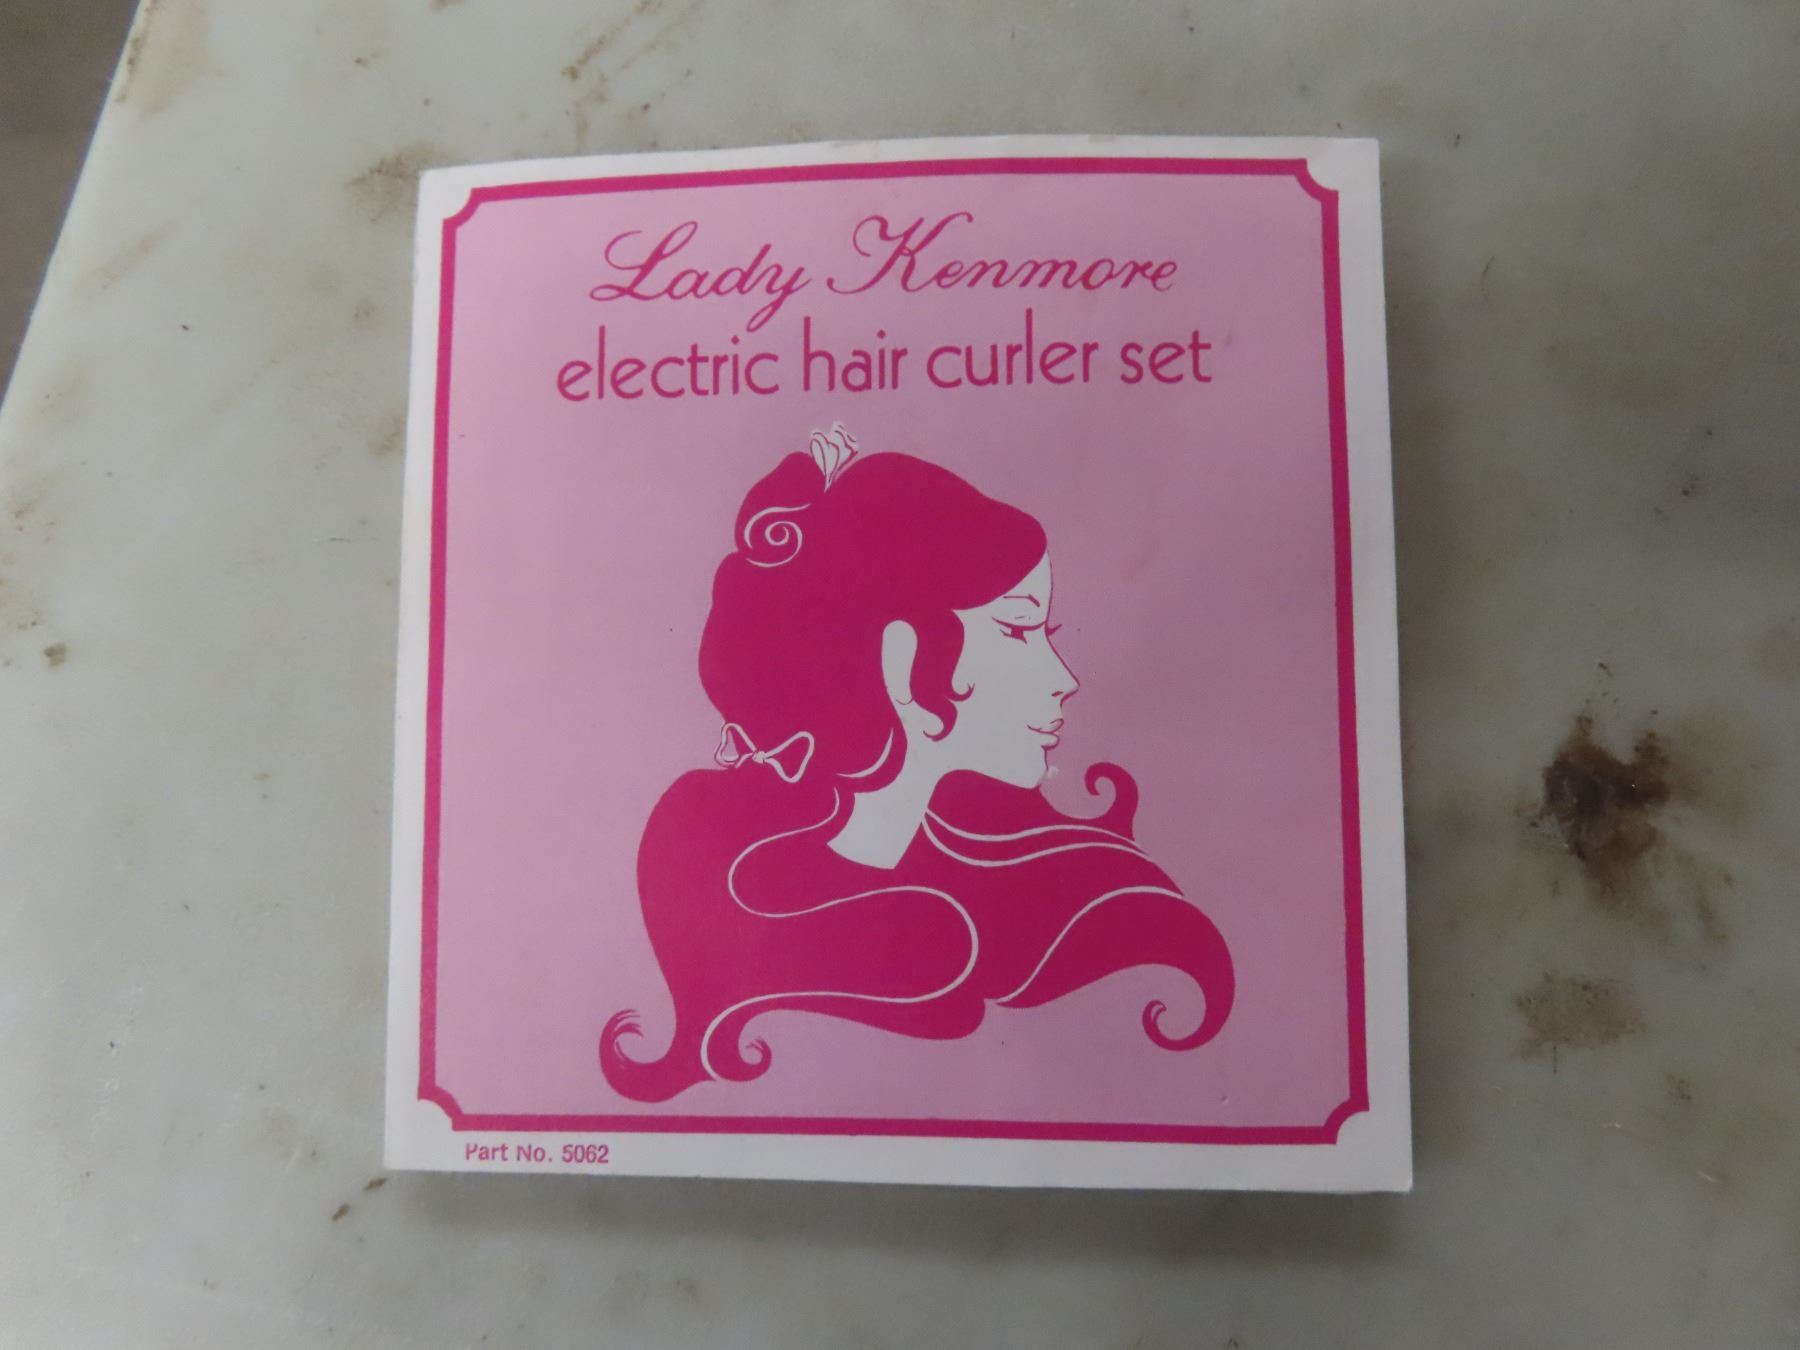 Lady Kenmore
electric hair curler set
Part No. 5062